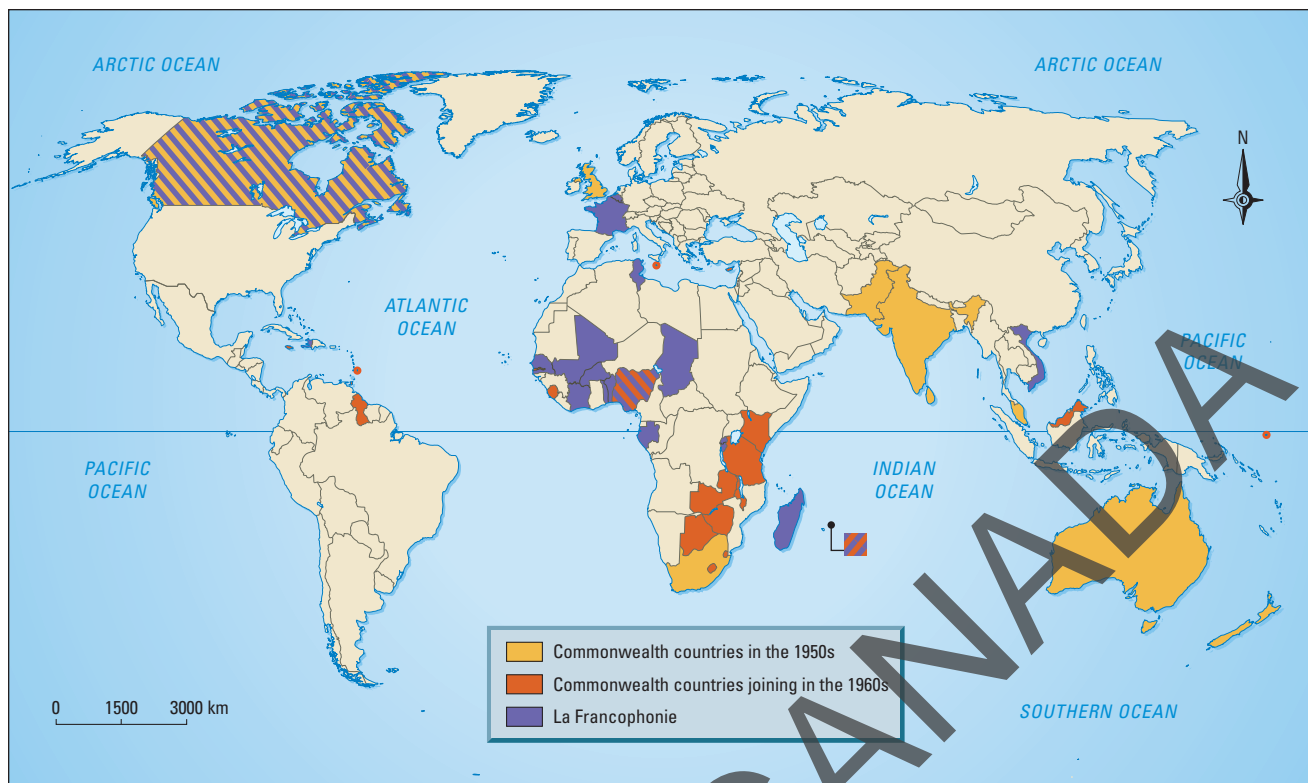 ARCTIC OCEAN
ARCTIC OCEAN
N
ATLANTIC
OCEAN
PACIFIC
OCEAN
PACIFIC
OCEAN
INDIAN
OCEAN
Commonwealth countries in the 1950s
Commonwealth countries joining in the 1960s
La Francophonie
0 1500 3000 km
SOUTHERN OCEAN
CANADA